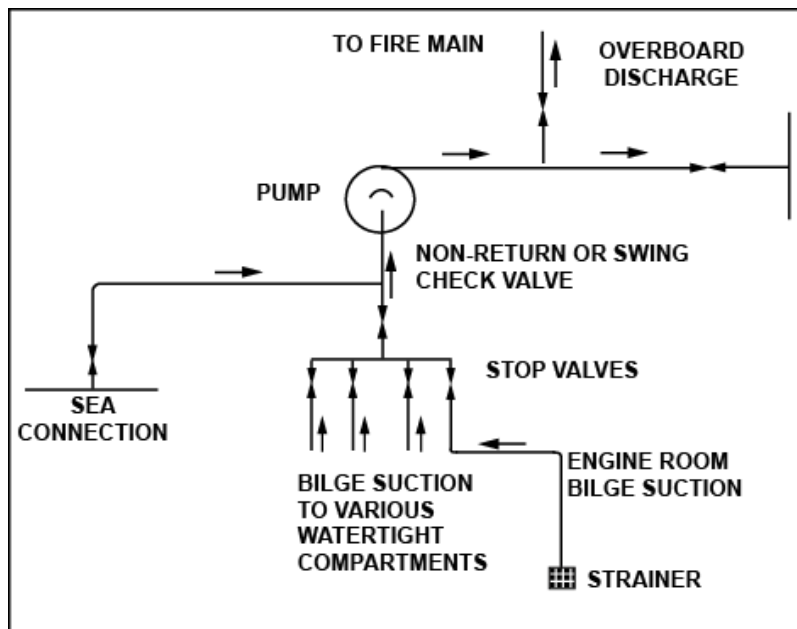 TO FIRE MAIN
OVERBOARD
DISCHARGE
PUMP
NON-RETURN OR SWING
CHECK VALVE
STOP VALVES
SEA
CONNECTION
BILGE SUCTION
TO VARIOUS
WATERTIGHT
COMPARTMENTS
ENGINE ROOM
BILGE SUCTION
STRAINER